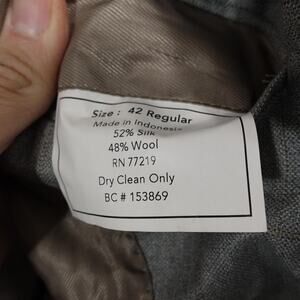 Size: 42 Regular
Made in Indonesia
52% Silk
48% Wool
RN 77219
Dry Clean Only
BC # 153869